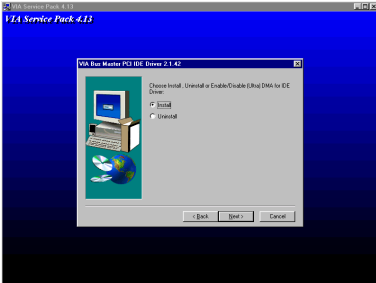 VIA Service Pack 4.13
VIA Service Pack 4.13
VIA Bus Master PCI IDE Driver 2.1.42
Choose Install , Uninstall or Enable/Disable (Ultra) DMA for IDE
Driver:
Install
Uninstall
< Back
Next >
Cancel